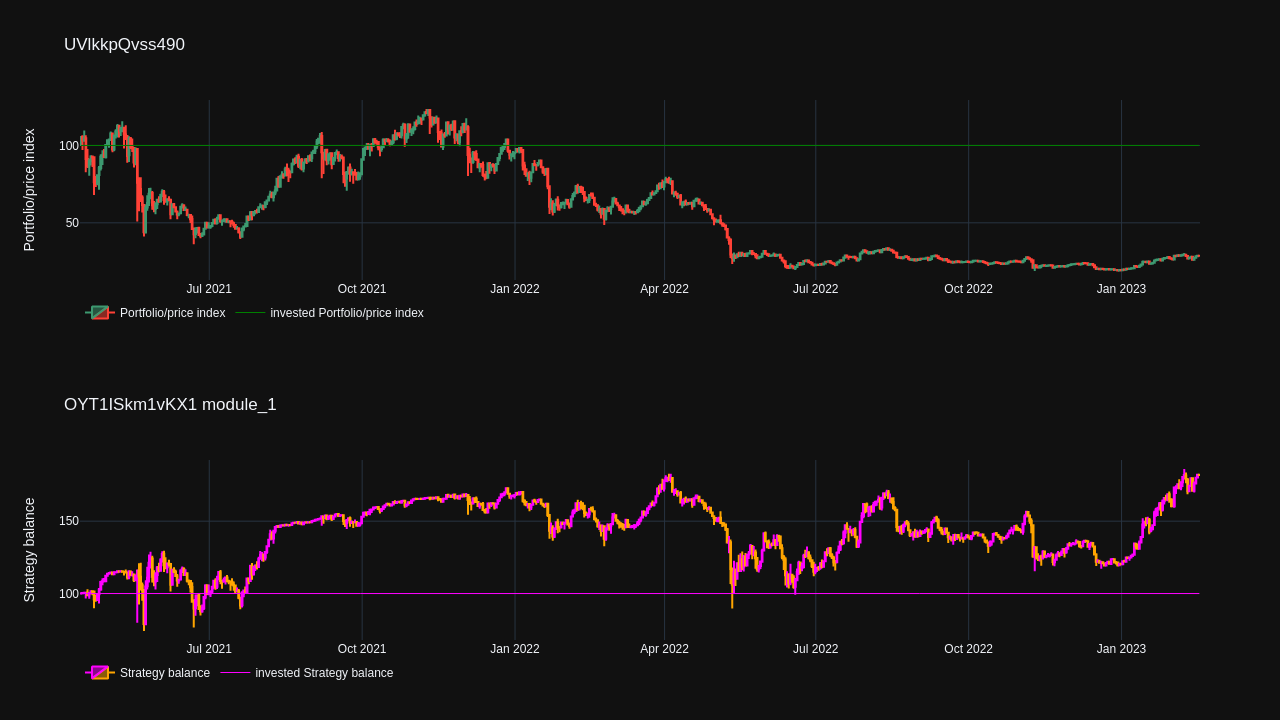 UVlkkpQvss490
Portfolio/price index
100
50
Jul 2021
Oct 2021
Jan 2022
Apr 2022
Jul 2022
Oct 2022
Jan 2023
Portfolio/price index
invested Portfolio/price index
OYT1ISkm1vKX1 module_1
Strategy balance
150
100
Jul 2021
Oct 2021
Jan 2022
Apr 2022
Jul 2022
Oct 2022
Jan 2023
Strategy balance
invested Strategy balance